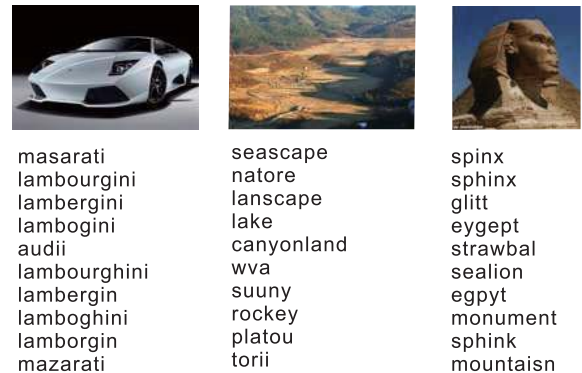 masarati
lambourgini
lambergini
lambogini
audii
lambourghini
lambergin
lamboghini
lamborgin
mazarati
seascape
natore
lanscape
lake
canyonland
wva
suuny
rockey
platou
torii
spinx
sphinx
glitt
eygept
strawbal
sealion
egpyt
monument
sphink
mountaisn